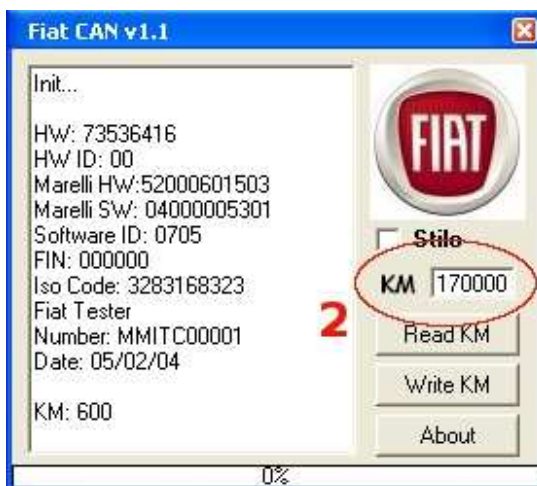 Fiat CAN v1.1
Init...
HW: 73536416
HW ID: 00
Marelli HW:52000601503
Marelli SW: 04000005301
Software ID: 0705
FIN: 000000
Iso Code: 3283168323
Fiat Tester
Number: MMITC00001
Date: 05/02/04
KM: 600
FIAT
Stilo
KM 170000
2
Read KM
Write KM
About
0%